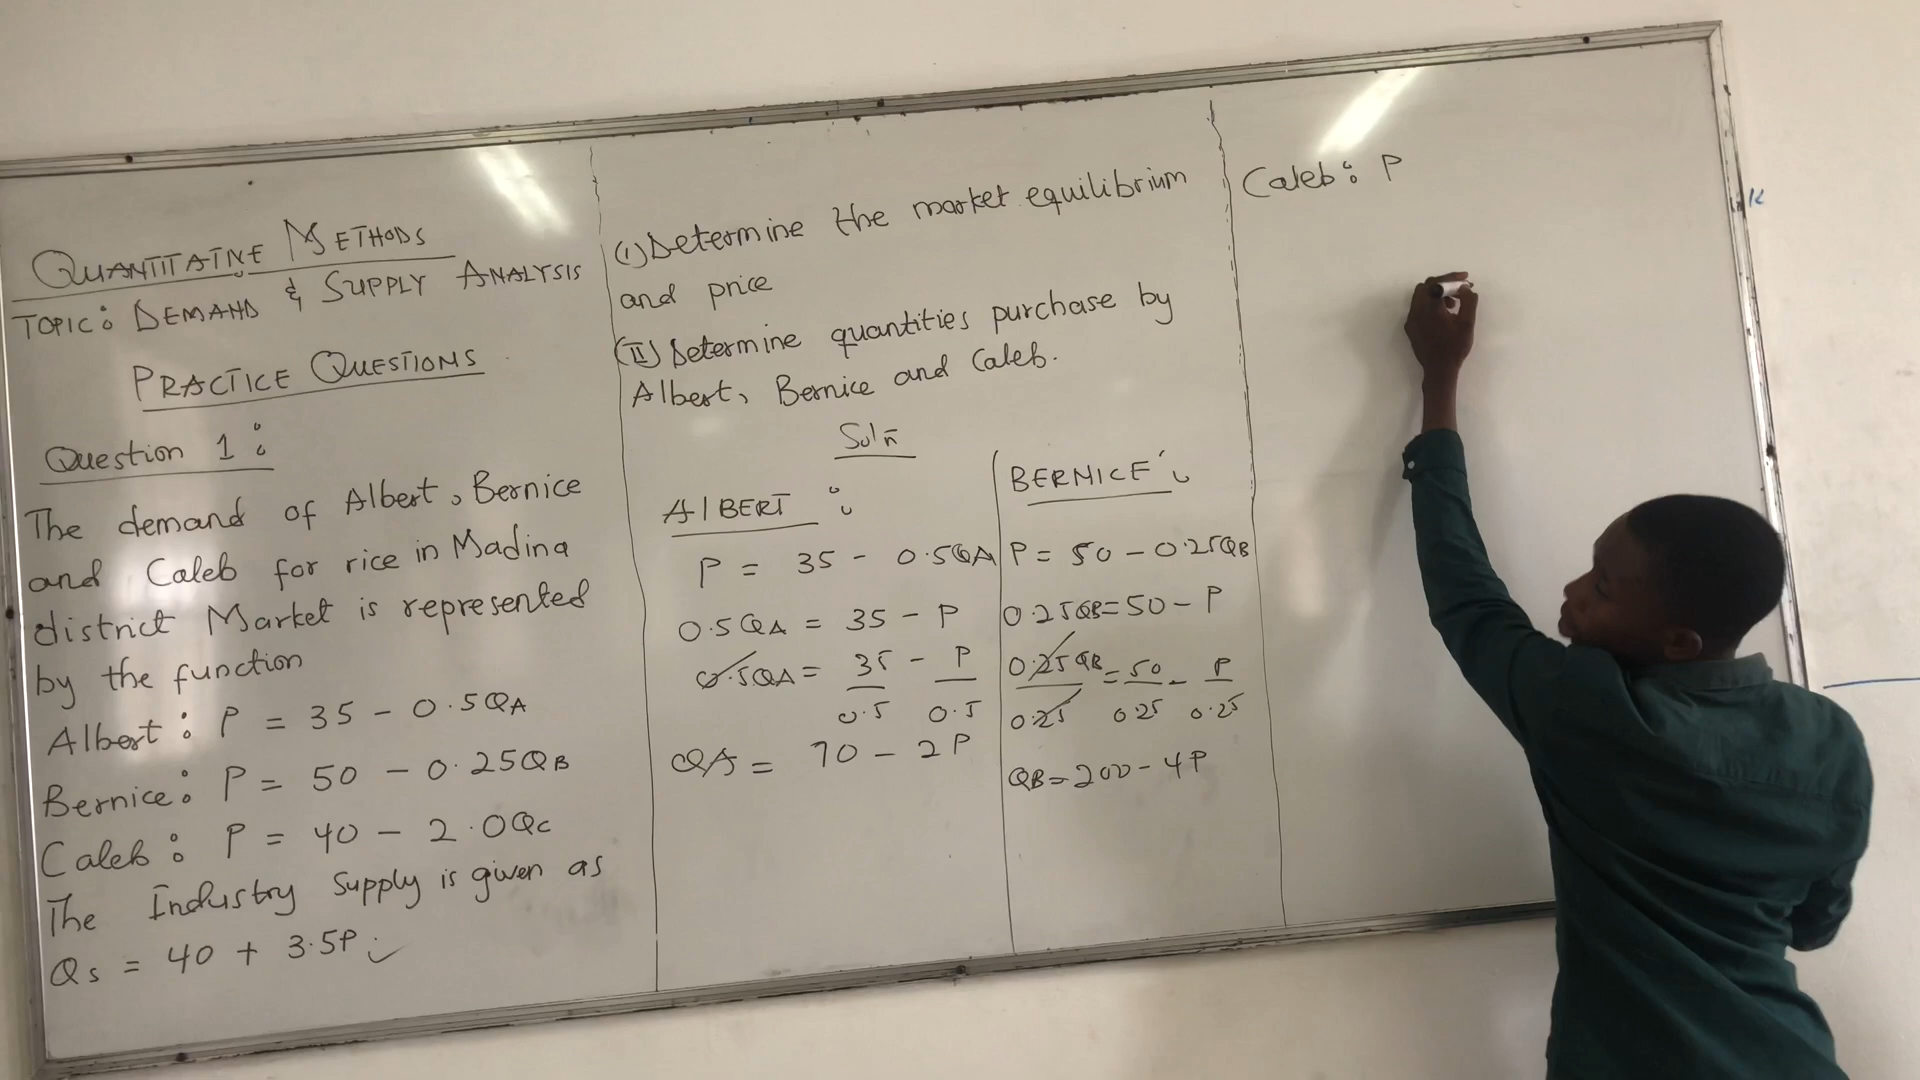 QUANTITATIVE METHODS
TOPIC: DEMAND & SUPPLY ANALYSIS
PRACTICE QUESTIONS
Question 1:
The demand of Albert, Bernice
and Caleb for rice in Madina
district Market is represented
by the function
Albert: P = 35 - 0.5QA
Bernice: P = 50 - 0.25QB
Caleb: P = 40 - 2.0Qc
The Industry Supply is given as
Qs = 40 + 3.5P
(I) Determine the market equilibrium
and price
(II) Determine quantities purchase by
Albert, Bernice and Caleb.
Soln
ALBERT:
P = 35 - 0.5QA
0.5QA = 35 - P
0.5QA = 35 - P
0.5 0.5
QA = 70 - 2P
BERNICE:
P = 50 - 0.25QB
0.25QB = 50 - P
0.25QB = 50 - P
0.25 0.25 0.25
QB = 200 - 4P
Caleb: P